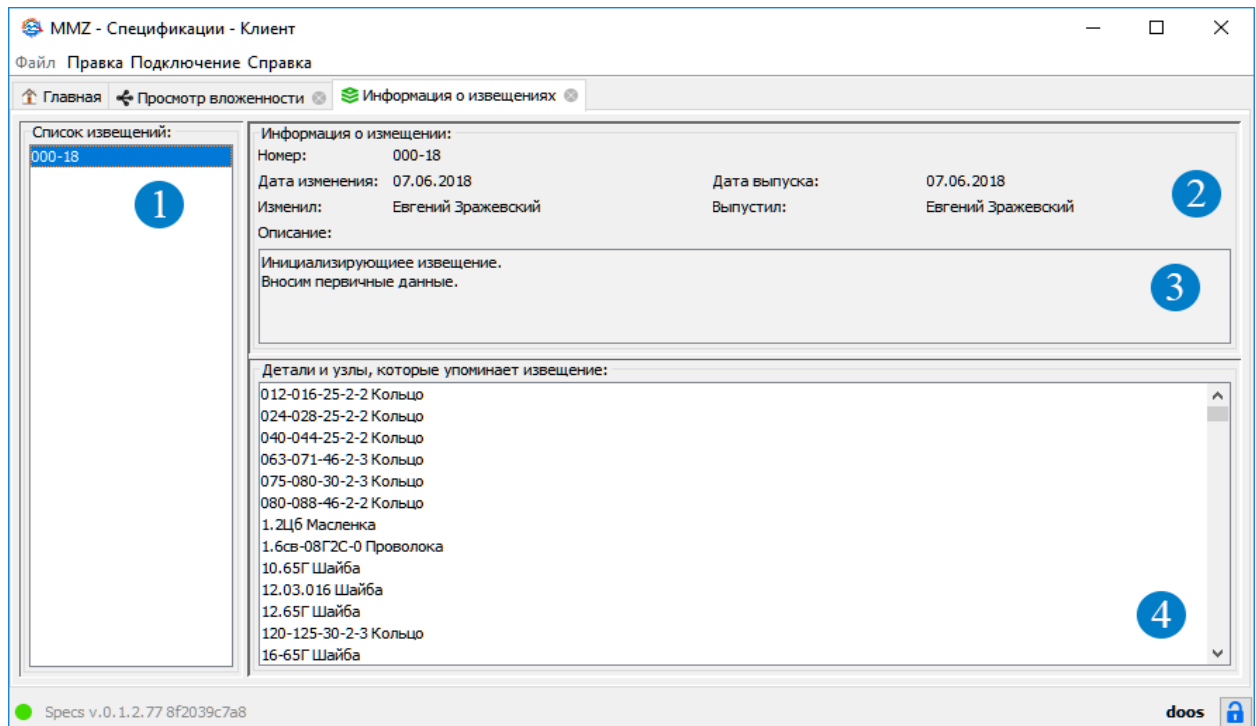 MMZ - Спецификации - Клиент
Файл Правка Подключение Справка
Главная Просмотр вложенности Информация о извещениях
Список извещений:
000-18
1
Информация о измещении:
Номер: 000-18
Дата изменения: 07.06.2018 Дата выпуска: 07.06.2018
Изменил: Евгений Зражевский Выпустил: Евгений Зражевский
2
Описание:
Инициализирующиее извещение.
Вносим первичные данные.
3
Детали и узлы, которые упоминает извещение:
012-016-25-2-2 Кольцо
024-028-25-2-2 Кольцо
040-044-25-2-2 Кольцо
063-071-46-2-3 Кольцо
075-080-30-2-3 Кольцо
080-088-46-2-2 Кольцо
1.2Цб Масленка
1.6св-08Г2С-0 Проволока
10.65Г Шайба
12.03.016 Шайба
12.65Г Шайба
120-125-30-2-3 Кольцо
16-65Г Шайба
4
Specs v.0.1.2.77 8f2039c7a8 doos